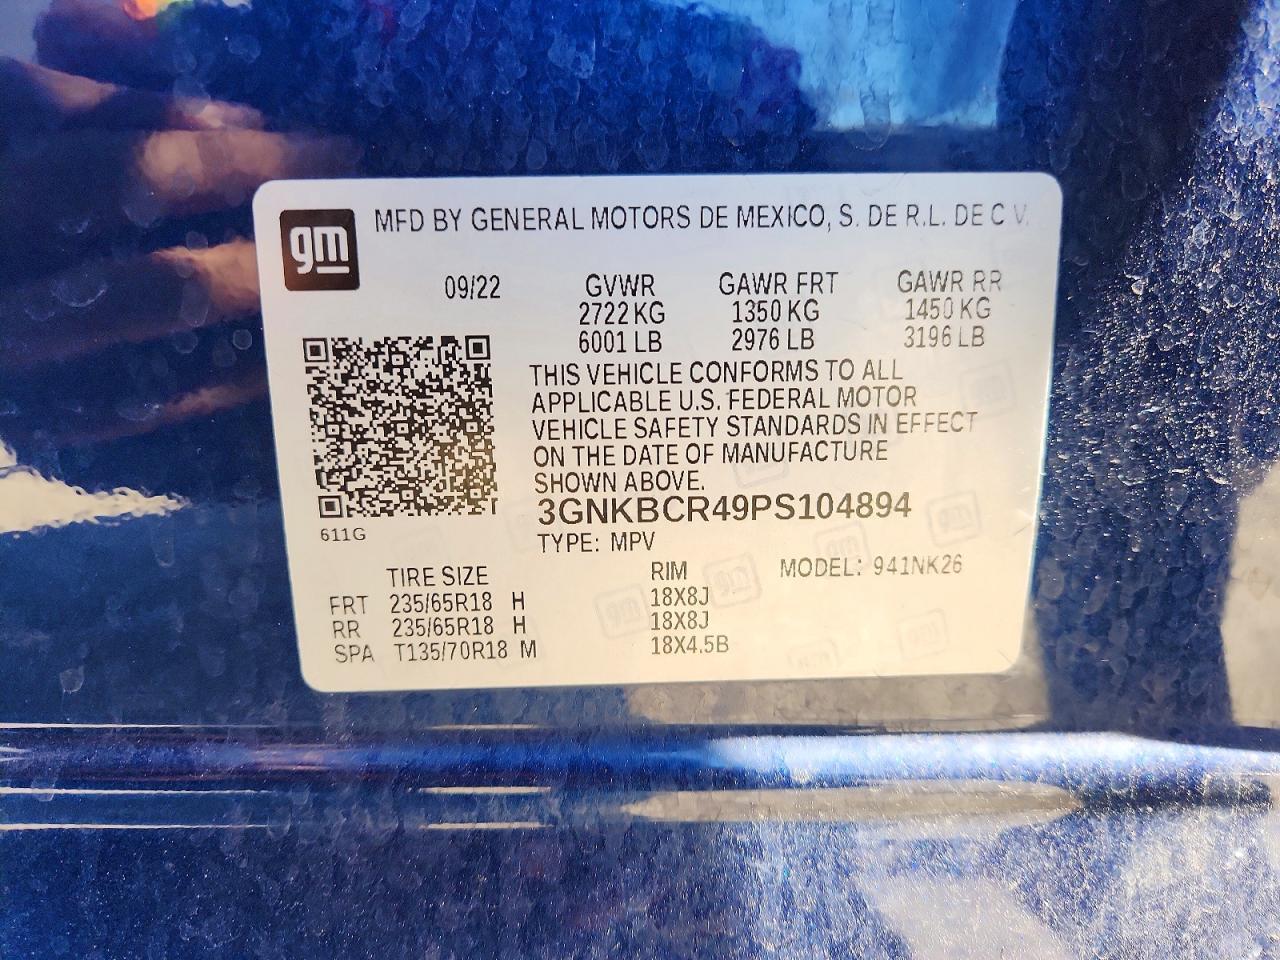 gm
MFD BY GENERAL MOTORS DE MEXICO, S. DE R.L. DE C V.
09/22 GVWR GAWR FRT GAWR RR
2722 KG 1350 KG 1450 KG
6001 LB 2976 LB 3196 LB
THIS VEHICLE CONFORMS TO ALL
APPLICABLE U.S. FEDERAL MOTOR
VEHICLE SAFETY STANDARDS IN EFFECT
ON THE DATE OF MANUFACTURE
SHOWN ABOVE.
3GNKBCR49PS104894
611G
TYPE: MPV
TIRE SIZE RIM MODEL: 941NK26
FRT 235/65R18 H 18X8J
RR 235/65R18 H 18X8J
SPA T135/70R18 M 18X4.5B